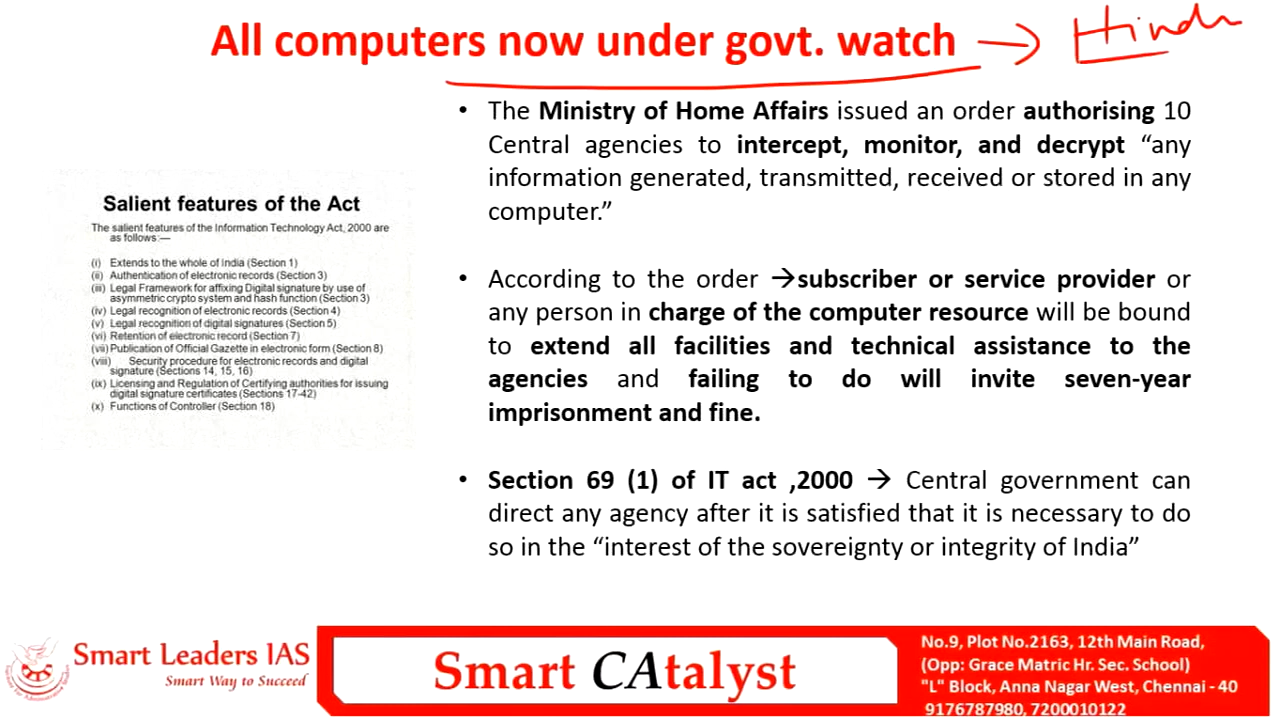 All computers now under govt. watch → Hindu
• The Ministry of Home Affairs issued an order authorising 10
Central agencies to intercept, monitor, and decrypt “any
information generated, transmitted, received or stored in any
computer.”
• According to the order →subscriber or service provider or
any person in charge of the computer resource will be bound
to extend all facilities and technical assistance to the
agencies and failing to do will invite seven-year
imprisonment and fine.
• Section 69 (1) of IT act ,2000 → Central government can
direct any agency after it is satisfied that it is necessary to do
so in the “interest of the sovereignty or integrity of India”
Salient features of the Act
The salient features of the Information Technology Act, 2000 are
as follows:—
(i) Extends to the whole of India (Section 1)
(ii) Authentication of electronic records (Section 3)
(iii) Legal Framework for affixing Digital signature by use of
asymmetric crypto system and hash function (Section 3)
(iv) Legal recognition of electronic records (Section 4)
(v) Legal recognition of digital signatures (Section 5)
(vi) Retention of electronic record (Section 7)
(vii) Publication of Official Gazette in electronic form (Section 8)
(viii) Security procedure for electronic records and digital
signature (Sections 14, 15, 16)
(ix) Licensing and Regulation of Certifying authorities for issuing
digital signature certificates (Sections 17-42)
(x) Functions of Controller (Section 18)
Smart Leaders IAS
Smart Way to Succeed
Smart CAtalyst
No.9, Plot No.2163, 12th Main Road,
(Opp: Grace Matric Hr. Sec. School)
"L" Block, Anna Nagar West, Chennai - 40
9176787980, 7200010122